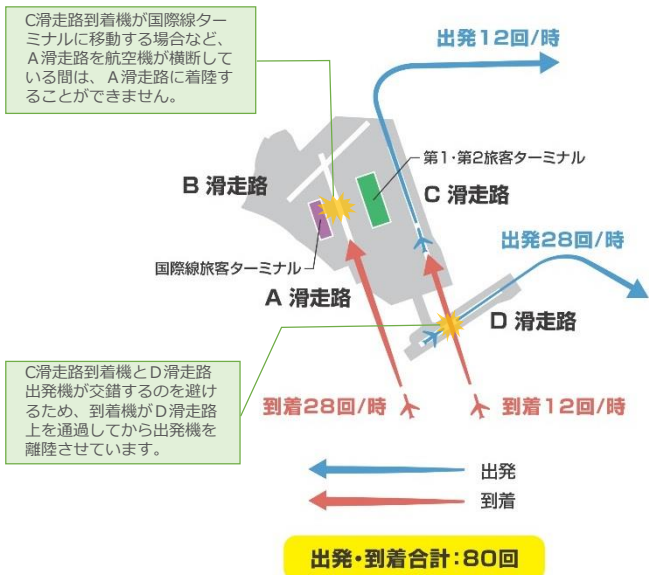 C滑走路到着機が国際線ター
ミナルに移動する場合など、
A滑走路を航空機が横断して
いる間は、A滑走路に着陸す
ることができません。
出発12回/時
第1・第2旅客ターミナル
B 滑走路
C 滑走路
出発28回/時
国際線旅客ターミナル
A 滑走路
D 滑走路
C滑走路到着機とD滑走路
出発機が交錯するのを避け
るため、到着機がD滑走路
上を通過してから出発機を
離陸させています。
到着28回/時
到着12回/時
出発
到着
出発・到着合計：80回